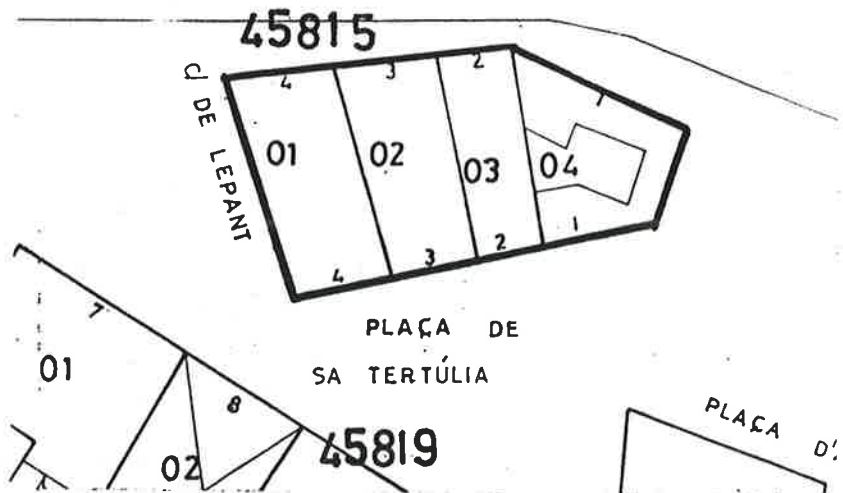 45815
4 3 2 1
C/ DE LEPANT
01 02 03 04
4 3 2 1
PLAÇA DE
SA TERTÚLIA
7
01
8
02
45819
PLAÇA D'